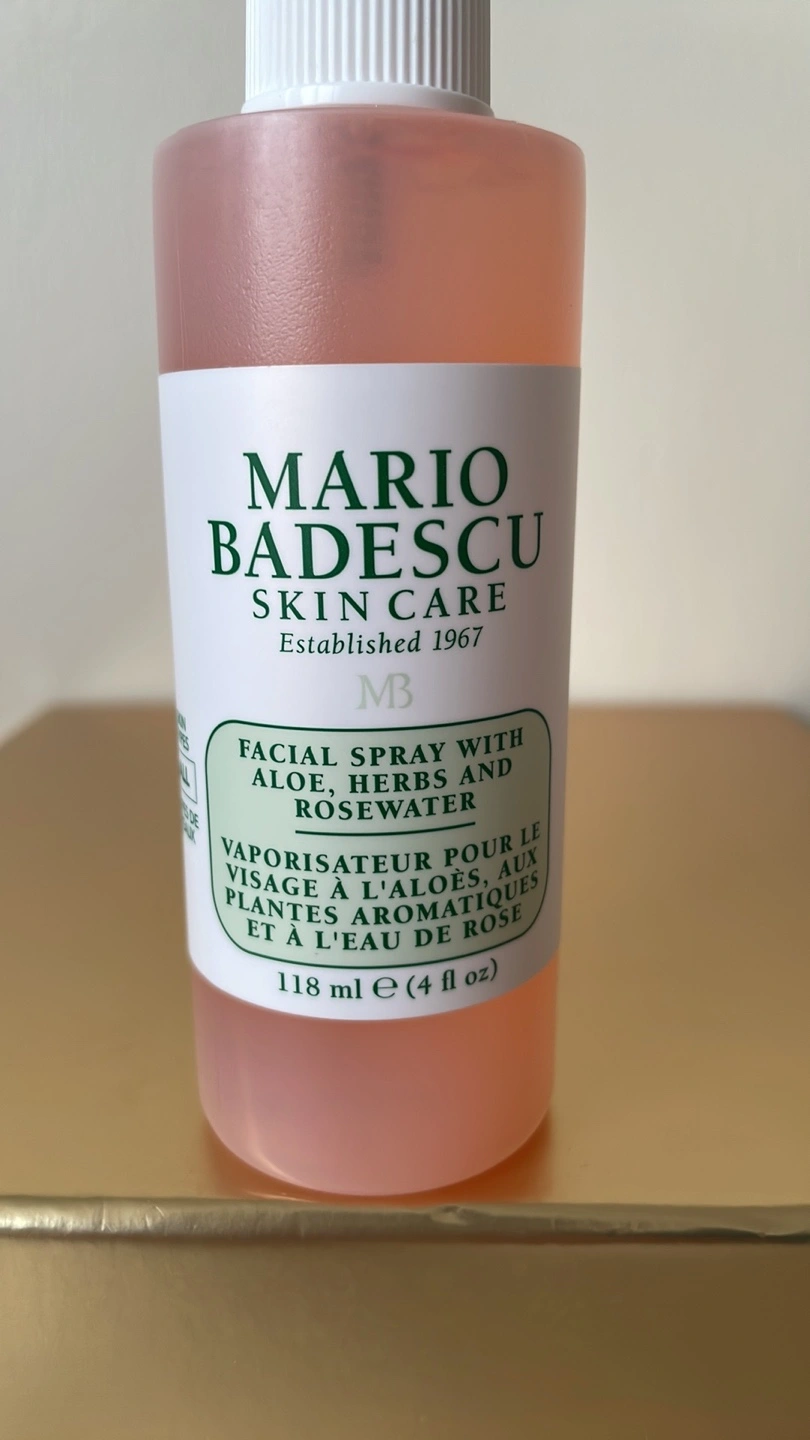 MARIO
BADESCU
SKIN CARE
Established 1967
MB
FACIAL SPRAY WITH
ALOE, HERBS AND
ROSEWATER
VAPORISATEUR POUR LE
VISAGE À L'ALOÈS, AUX
PLANTES AROMATIQUES
ET À L'EAU DE ROSE
118 ml ℮ (4 fl oz)